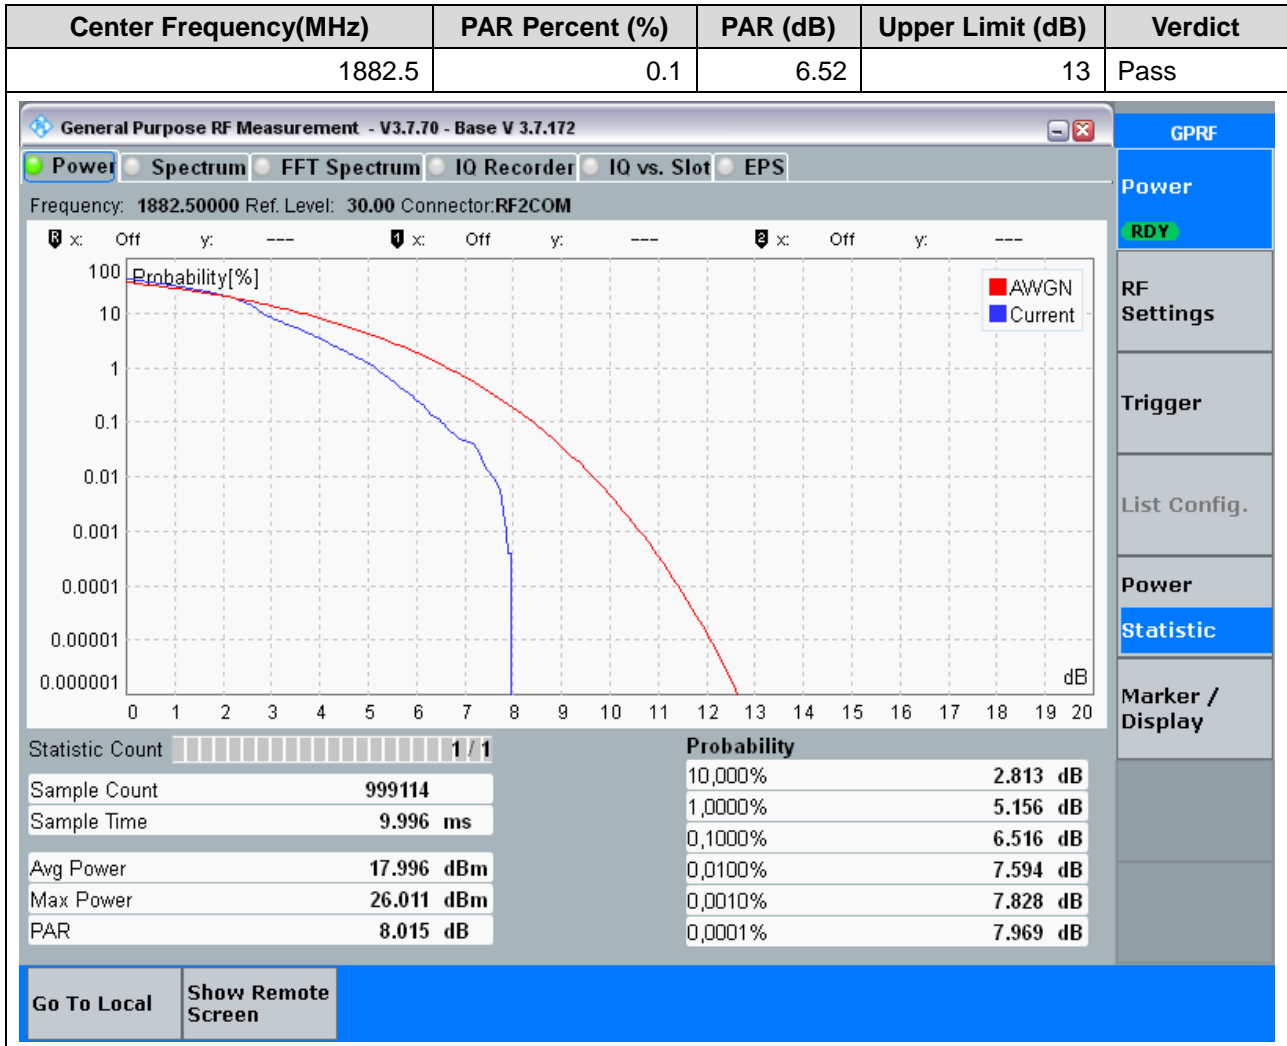 Center Frequency(MHz) PAR Percent (%) PAR (dB) Upper Limit (dB) Verdict
1882.5 0.1 6.52 13 Pass
General Purpose RF Measurement - V3.7.70 - Base V 3.7.172
GPRF
Power Spectrum FFT Spectrum IQ Recorder IQ vs. Slot EPS
Frequency: 1882.50000 Ref. Level: 30.00 Connector:RF2COM
R x: Off y: --- 1 x: Off y: --- 2 x: Off y: ---
Probability[%]
AWGN
Current
100
10
1
0.1
0.01
0.001
0.0001
0.00001
0.000001
dB
0 1 2 3 4 5 6 7 8 9 10 11 12 13 14 15 16 17 18 19 20
Statistic Count 1 / 1
Sample Count 999114
Sample Time 9.996 ms
Avg Power 17.996 dBm
Max Power 26.011 dBm
PAR 8.015 dB
Probability
10,000% 2.813 dB
1,0000% 5.156 dB
0,1000% 6.516 dB
0,0100% 7.594 dB
0,0010% 7.828 dB
0,0001% 7.969 dB
Power
RDY
RF
Settings
Trigger
List Config.
Power
Statistic
Marker /
Display
Go To Local
Show Remote
Screen